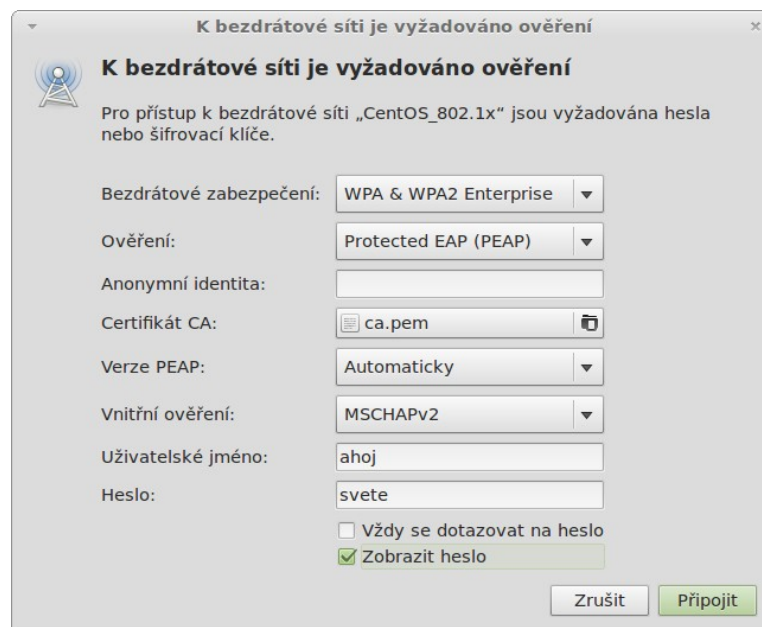 K bezdrátové síti je vyžadováno ověření
K bezdrátové síti je vyžadováno ověření
Pro přístup k bezdrátové síti „CentOS_802.1x“ jsou vyžadována hesla
nebo šifrovací klíče.
Bezdrátové zabezpečení: WPA & WPA2 Enterprise
Ověření: Protected EAP (PEAP)
Anonymní identita:
Certifikát CA: ca.pem
Verze PEAP: Automaticky
Vnitřní ověření: MSCHAPv2
Uživatelské jméno: ahoj
Heslo: svete
Vždy se dotazovat na heslo
Zobrazit heslo
Zrušit Připojit